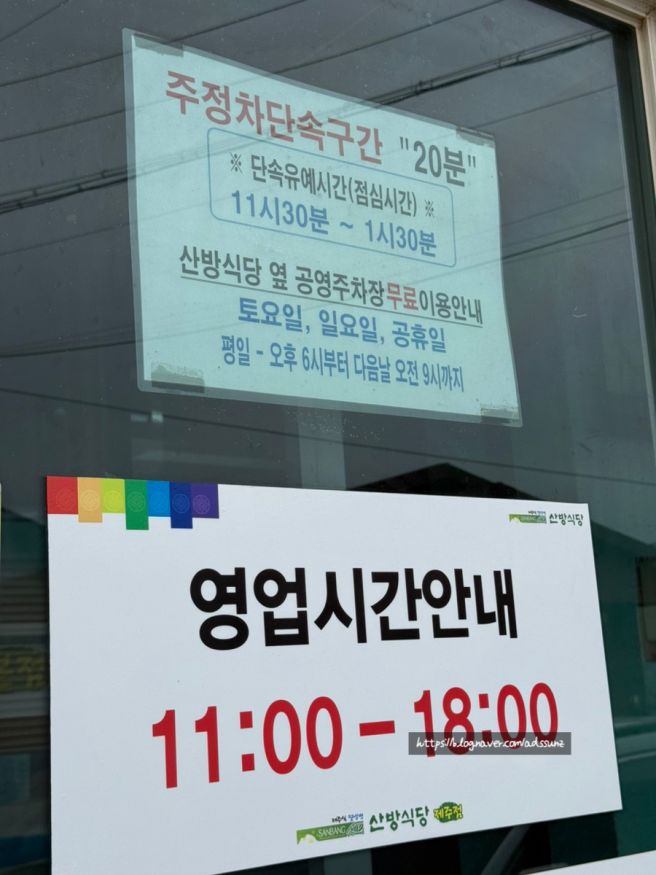 주정차단속구간 "20분"
※ 단속유예시간(점심시간) ※
11시30분 ~ 1시30분
산방식당 옆 공영주차장무료이용안내
토요일, 일요일, 공휴일
평일 - 오후 6시부터 다음날 오전 9시까지
SANBANG 산방식당
영업시간안내
11:00 - 18:00
https://blog.naver.com/adssunz
SANBANG 산방식당 제주점